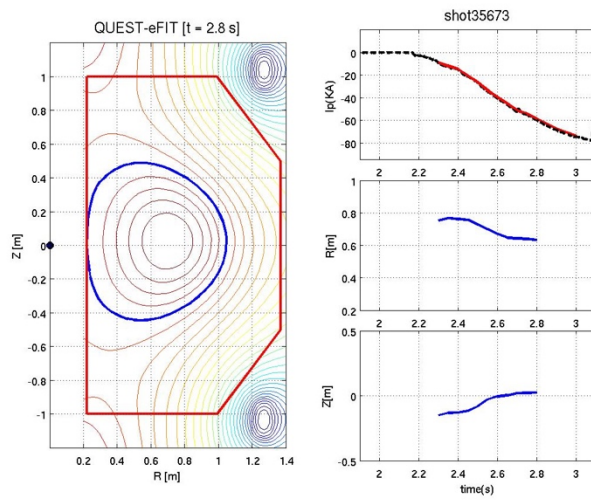 QUEST-eFIT [t = 2.8 s]
1
0.8
0.6
0.4
0.2
0
-0.2
-0.4
-0.6
-0.8
-1
Z [m]
0.2 0.4 0.6 0.8 1.0 1.2 1.4
R [m]
shot35673
0
-20
-40
-60
-80
Ip(KA)
2 2.2 2.4 2.6 2.8 3
1
0.8
0.6
0.4
0.2
R[m]
2 2.2 2.4 2.6 2.8 3
0.5
0
-0.5
Z[m]
2 2.2 2.4 2.6 2.8 3
time(s)